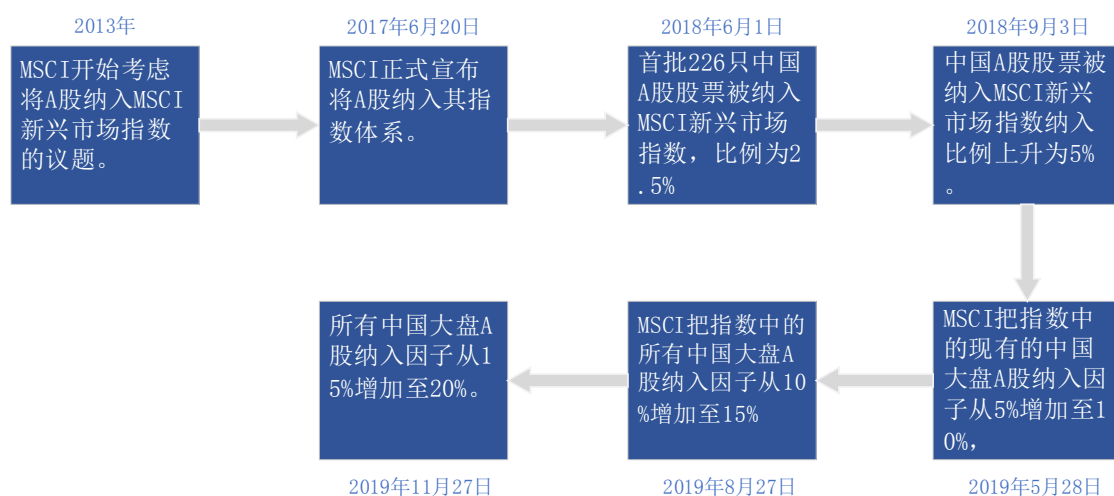 2013年
MSCI开始考虑
将A股纳入MSCI
新兴市场指数
的议题。
2017年6月20日
MSCI正式宣布
将A股纳入其指
数体系。
2018年6月1日
首批226只中国
A股股票被纳入
MSCI新兴市场
指数，比例为2
.5%
2018年9月3日
中国A股股票被
纳入MSCI新兴
市场指数纳入
比例上升为5%
。
MSCI把指数中
的现有的中国
大盘A股纳入因
子从5%增加至1
0%,
2019年5月28日
MSCI把指数中的
所有中国大盘A
股纳入因子从10
%增加至15%
2019年8月27日
所有中国大盘A
股纳入因子从1
5%增加至20%。
2019年11月27日